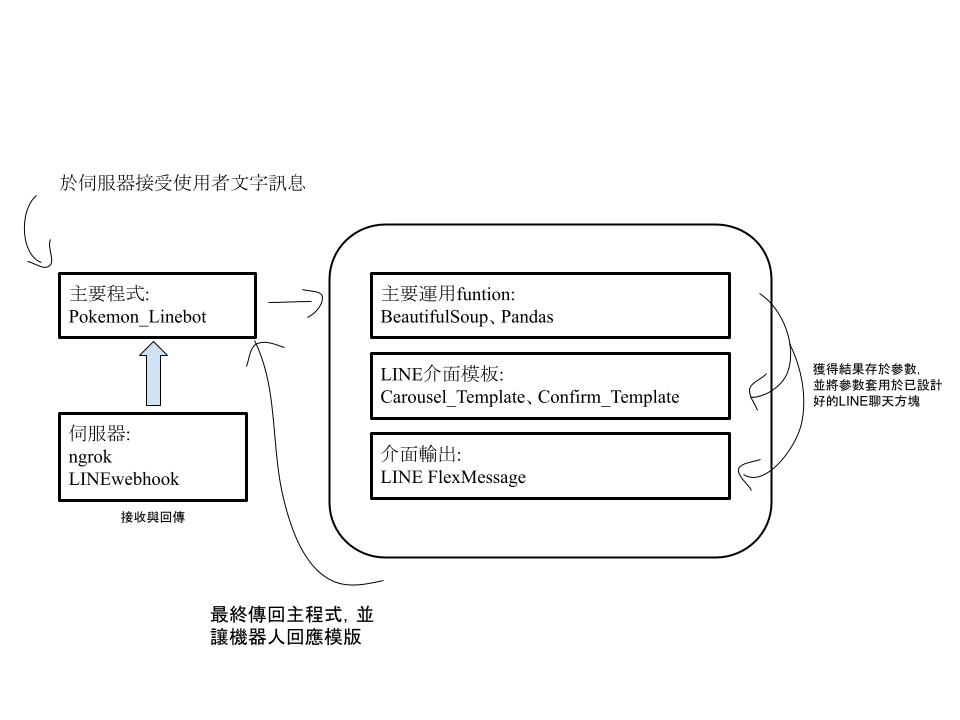 於伺服器接受使用者文字訊息
主要程式:
Pokemon_Linebot
伺服器:
ngrok
LINEwebhook
接收與回傳
主要運用funtion:
BeautifulSoup、Pandas
LINE介面模板:
Carousel_Template、Confirm_Template
介面輸出:
LINE FlexMessage
獲得結果存於參數，
並將參數套用於已設計
好的LINE聊天方塊
最終傳回主程式，並
讓機器人回應模版